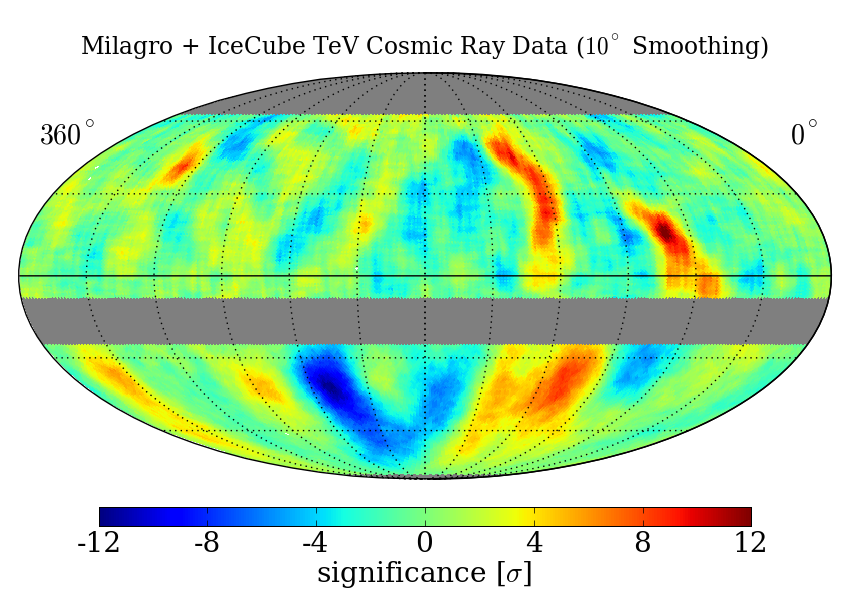 Milagro + IceCube TeV Cosmic Ray Data (10° Smoothing)
360°
0°
-12 -8 -4 0 4 8 12
significance [σ]